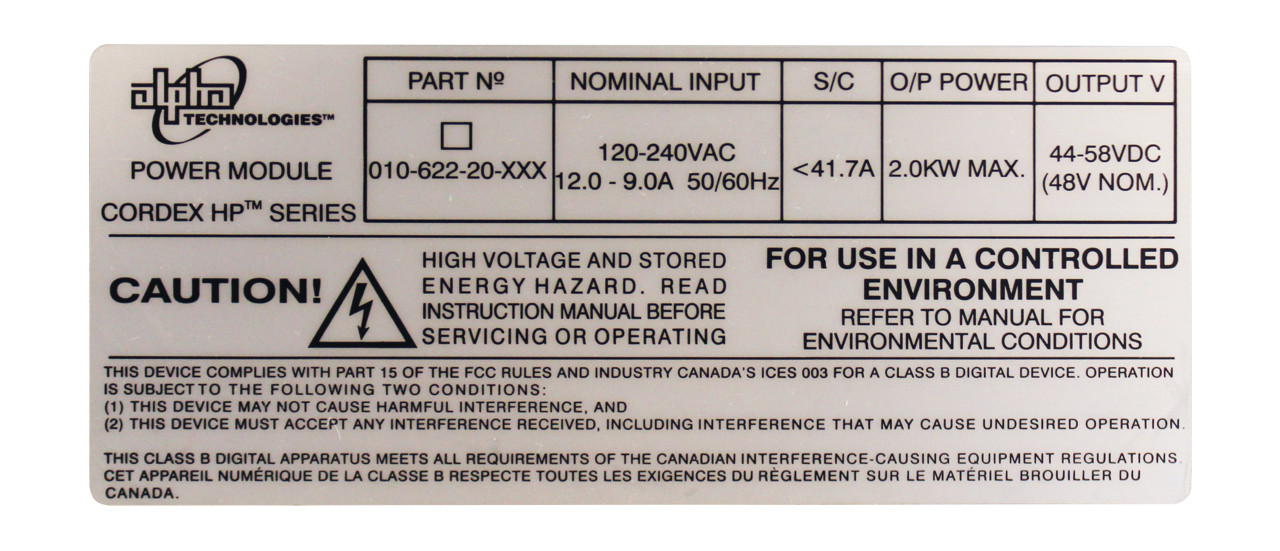 alpha
TECHNOLOGIES™
POWER MODULE
CORDEX HP™ SERIES
PART Nº
NOMINAL INPUT
S/C
O/P POWER
OUTPUT V
010-622-20-XXX
120-240VAC
12.0 - 9.0A 50/60Hz
<41.7A
2.0KW MAX.
44-58VDC
(48V NOM.)
CAUTION!
HIGH VOLTAGE AND STORED
ENERGY HAZARD. READ
INSTRUCTION MANUAL BEFORE
SERVICING OR OPERATING
FOR USE IN A CONTROLLED
ENVIRONMENT
REFER TO MANUAL FOR
ENVIRONMENTAL CONDITIONS
THIS DEVICE COMPLIES WITH PART 15 OF THE FCC RULES AND INDUSTRY CANADA'S ICES 003 FOR A CLASS B DIGITAL DEVICE. OPERATION
IS SUBJECT TO THE FOLLOWING TWO CONDITIONS:
(1) THIS DEVICE MAY NOT CAUSE HARMFUL INTERFERENCE, AND
(2) THIS DEVICE MUST ACCEPT ANY INTERFERENCE RECEIVED, INCLUDING INTERFERENCE THAT MAY CAUSE UNDESIRED OPERATION.
THIS CLASS B DIGITAL APPARATUS MEETS ALL REQUIREMENTS OF THE CANADIAN INTERFERENCE-CAUSING EQUIPMENT REGULATIONS.
CET APPAREIL NUMÉRIQUE DE LA CLASSE B RESPECTE TOUTES LES EXIGENCES DU RÈGLEMENT SUR LE MATÉRIEL BROUILLER DU
CANADA.